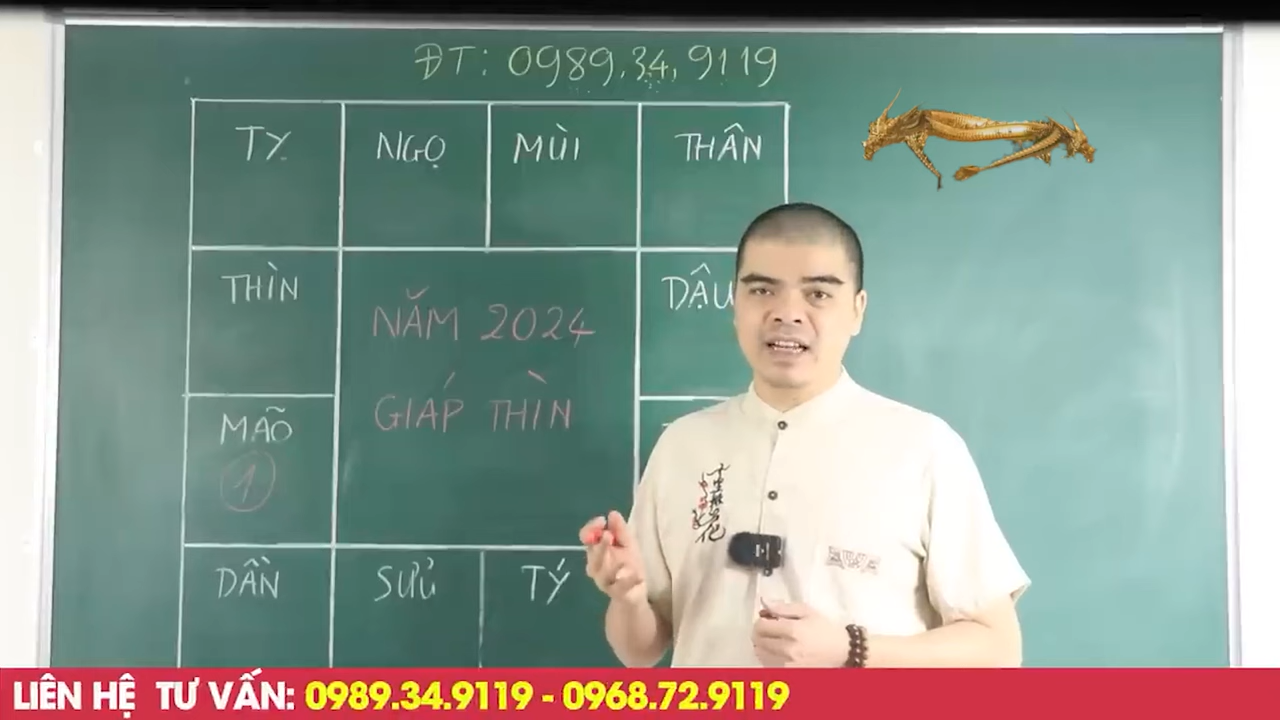 ĐT: 0989.34.9119
TỴ NGỌ MÙI THÂN
THÌN DẬU
NĂM 2024
GIÁP THÌN
MÃO
1
DẦN SỬU TÝ
LIÊN HỆ TƯ VẤN: 0989.34.9119 - 0968.72.9119